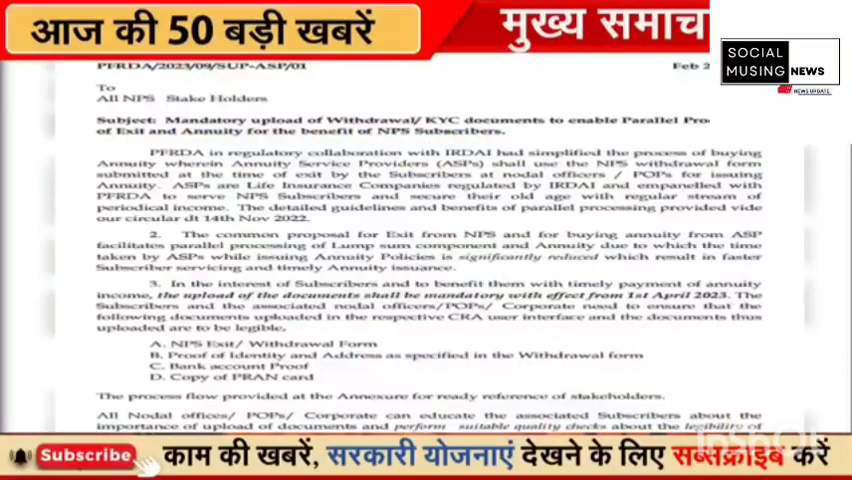 आज की 50 बड़ी खबरें
मुख्य समाच
SOCIAL
MUSING NEWS
NEWS UPDATE
PFRDA/2023/09/SUP-ASP/01 Feb 2
To
All NPS Stake Holders
Subject: Mandatory upload of Withdrawal/ KYC documents to enable Parallel Pro
of Exit and Annuity for the benefit of NPS Subscribers.
PFRDA in regulatory collaboration with IRDAI had simplified the process of buying
Annuity wherein Annuity Service Providers (ASPs) shall use the NPS withdrawal form
submitted at the time of exit by the Subscribers at nodal officers / POPs for issuing
Annuity. ASPs are Life Insurance Companies regulated by IRDAI and empanelled with
PFRDA to serve NPS Subscribers and secure their old age with regular stream of
periodical income. The detailed guidelines and benefits of parallel processing provided vide
our circular dt 14th Nov 2022.
2. The common proposal for Exit from NPS and for buying annuity from ASP
facilitates parallel processing of Lump sum component and Annuity due to which the time
taken by ASPs while issuing Annuity Policies is significantly reduced which result in faster
Subscriber servicing and timely Annuity issuance.
3. In the interest of Subscribers and to benefit them with timely payment of annuity
income, the upload of the documents shall be mandatory with effect from 1st April 2023. The
Subscribers and the associated nodal officers/POPs/ Corporate need to ensure that the
following documents uploaded in the respective CRA user interface and the documents thus
uploaded are to be legible.
A. NPS Exit/ Withdrawal Form
B. Proof of Identity and Address as specified in the Withdrawal form
C. Bank account Proof
D. Copy of PRAN card
The process flow provided at the Annexure for ready reference of stakeholders.
All Nodal offices/ POPs/ Corporate can educate the associated Subscribers about the
importance of upload of documents and perform suitable quality checks about the legibility of
InShOt
Subscribe काम की खबरें, सरकारी योजनाएं देखने के लिए सब्सक्राइब करें